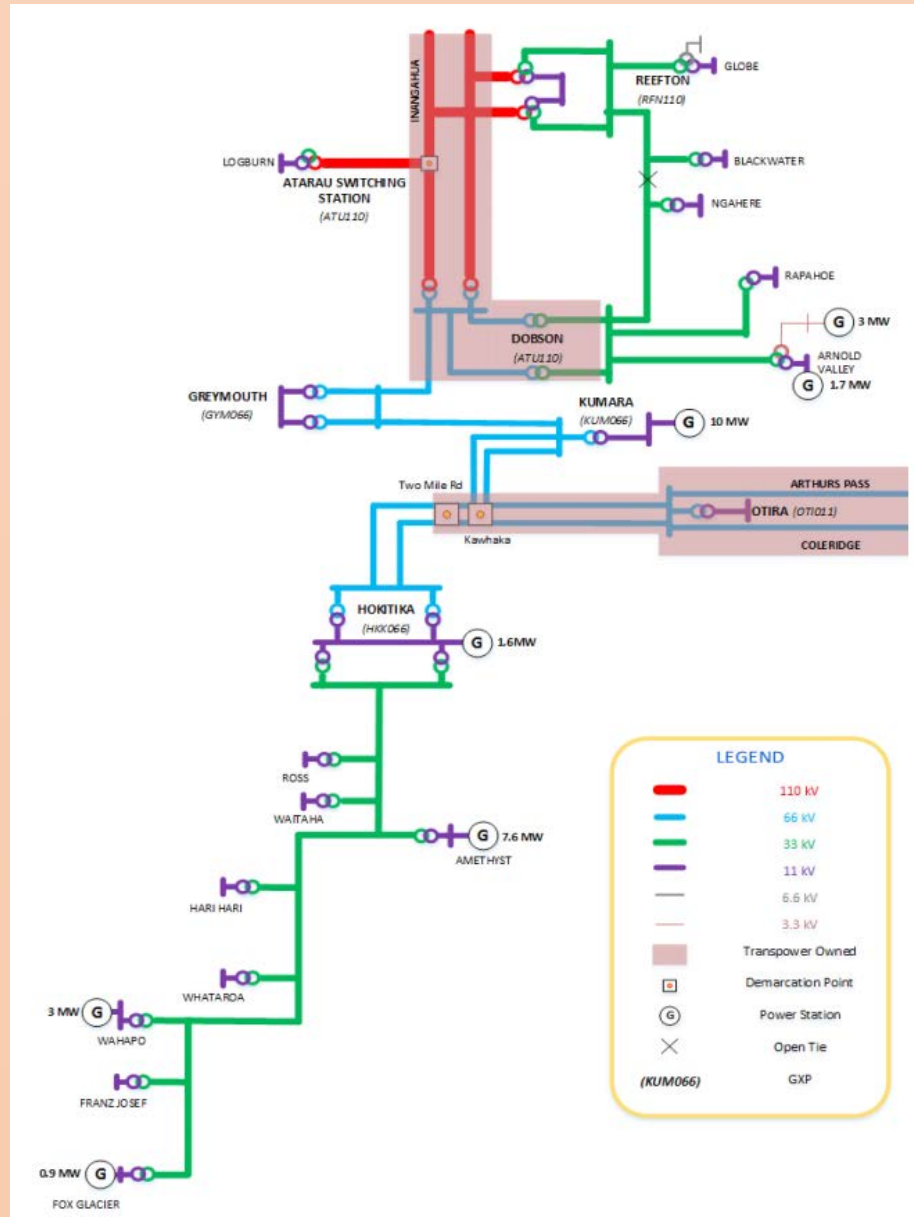 INANGAHUA
REEFTON
(RFN110)
GLOBE
LOGBURN
ATARAU SWITCHING
STATION
(ATU110)
BLACKWATER
NGAHERE
RAPAHOE
G 3 MW
ARNOLD
VALLEY
G 1.7 MW
DOBSON
(ATU110)
GREYMOUTH
(GYM066)
KUMARA
(KUM066)
G 10 MW
Two Mile Rd
Kawhaka
ARTHURS PASS
OTIRA (OTI011)
COLERIDGE
HOKITIKA
(HKK066)
G 1.6MW
ROSS
WAITAHA
G 7.6 MW
AMETHYST
HARI HARI
WHATAROA
3 MW G
WAHAPO
FRANZ JOSEF
0.9 MW G
FOX GLACIER
LEGEND
110 kV
66 kV
33 kV
11 kV
6.6 kV
3.3 kV
Transpower Owned
Demarcation Point
G Power Station
Open Tie
(KUM066) GXP